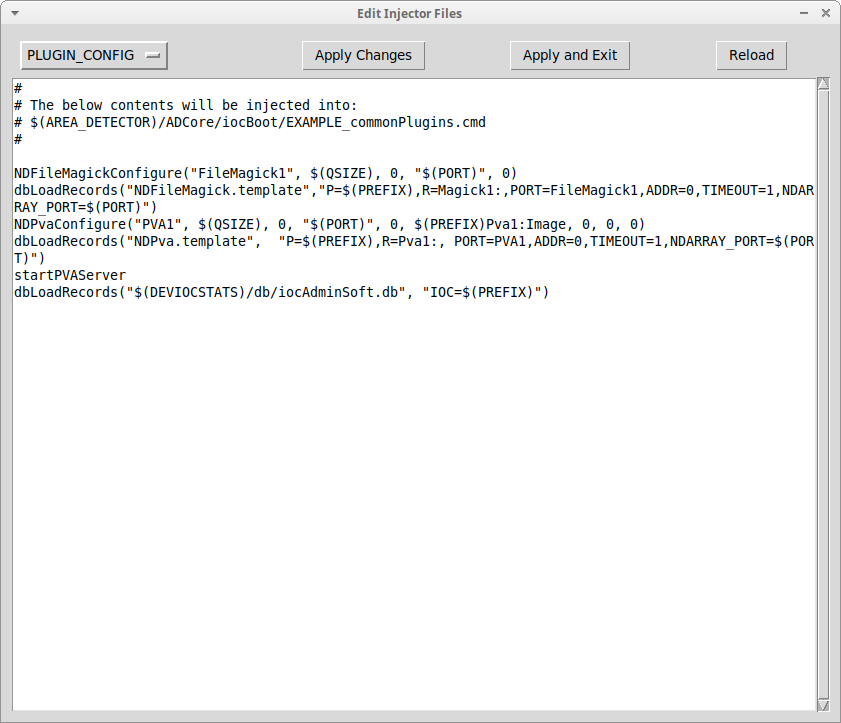 Edit Injector Files
PLUGIN_CONFIG
Apply Changes
Apply and Exit
Reload
#
# The below contents will be injected into:
# $(AREA_DETECTOR)/ADCore/iocBoot/EXAMPLE_commonPlugins.cmd
#
NDFileMagickConfigure("FileMagick1", $(QSIZE), 0, "$(PORT)", 0)
dbLoadRecords("NDFileMagick.template","P=$(PREFIX),R=Magick1:,PORT=FileMagick1,ADDR=0,TIMEOUT=1,NDAR
RAY_PORT=$(PORT)")
NDPvaConfigure("PVA1", $(QSIZE), 0, "$(PORT)", 0, $(PREFIX)Pva1:Image, 0, 0, 0)
dbLoadRecords("NDPva.template",  "P=$(PREFIX),R=Pva1:, PORT=PVA1,ADDR=0,TIMEOUT=1,NDARRAY_PORT=$(POR
T)")
startPVAServer
dbLoadRecords("$(DEVIOCSTATS)/db/iocAdminSoft.db", "IOC=$(PREFIX)")